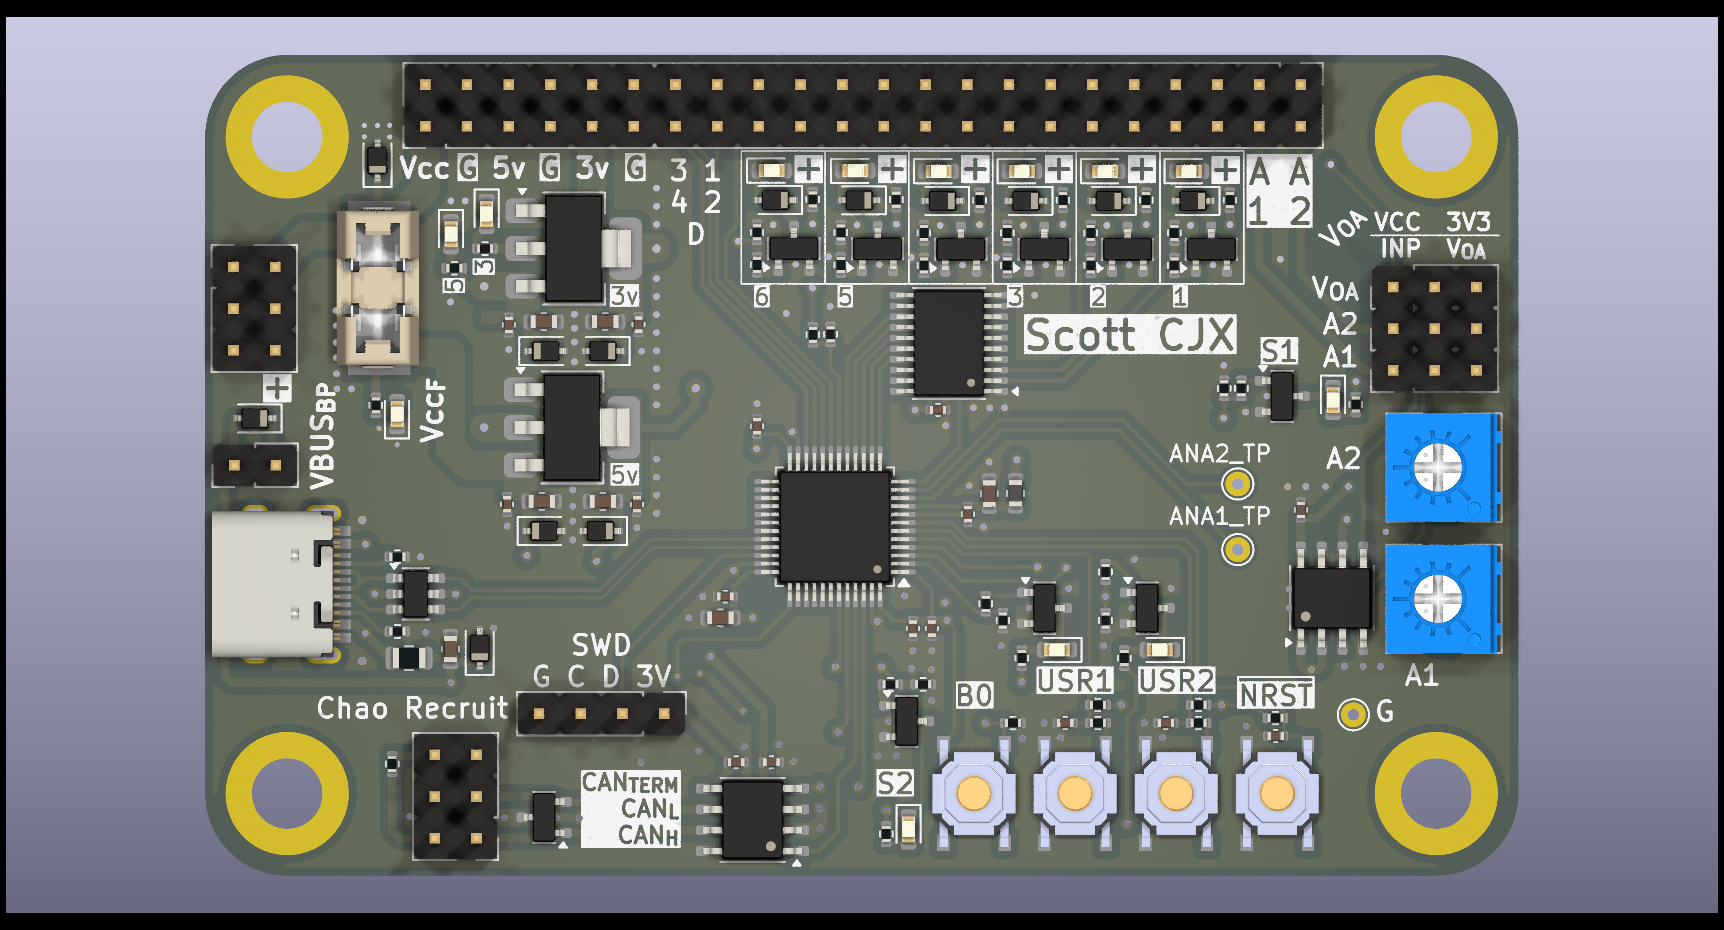 Vcc G 5v G 3v G 3 1
4 2
D
+ + + + + +
A A
1 2
6 5 3 2 1
VOA
VCC 3V3
INP VOA
VOA
A2
A1
3
5
3v
Scott CJX
S1
+
VBUSBP
VCCF
5v
ANA2_TP
A2
ANA1_TP
SWD
G C D 3V
Chao Recruit
USR1
USR2
B0
NRST
A1
G
S2
CANTERM
CANL
CANH